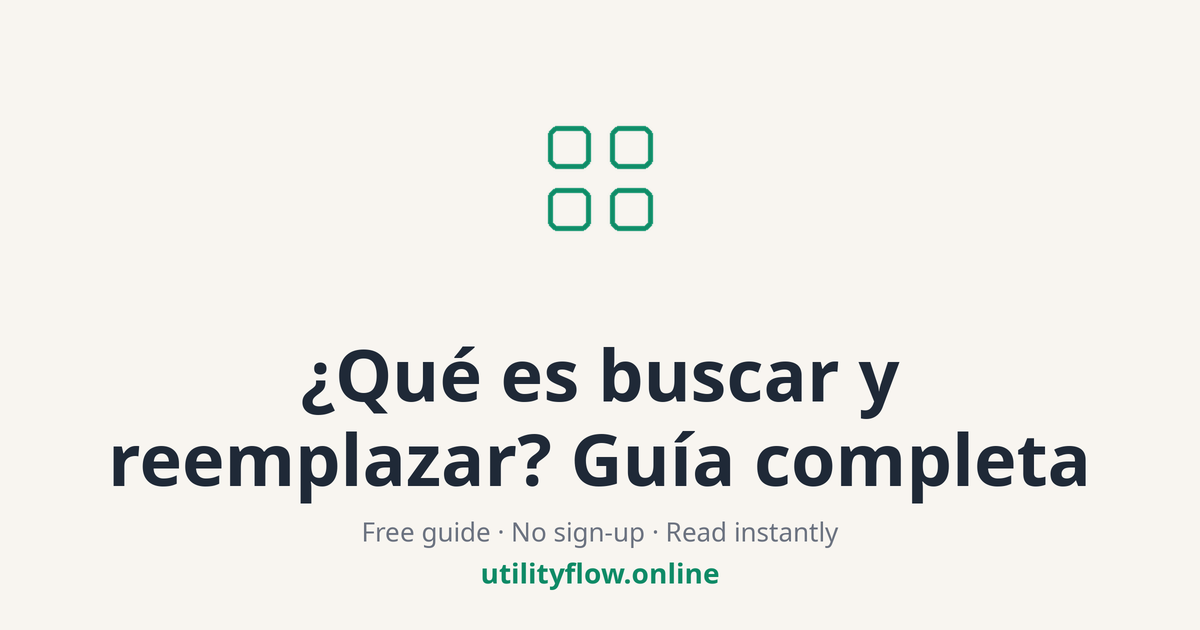 ¿Qué es buscar y
reemplazar? Guía completa
Free guide · No sign-up · Read instantly
utilityflow.online